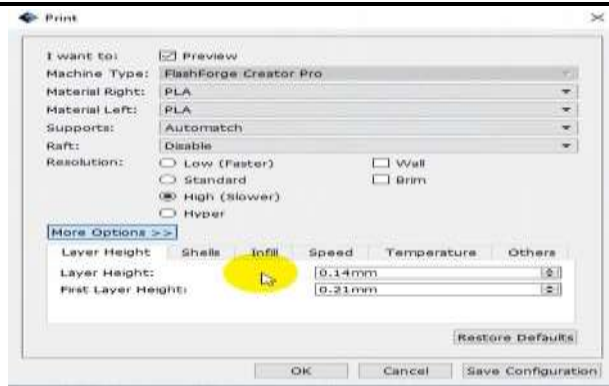 Print
I want to: Preview
Machine Type: FlashForge Creator Pro
Material Right: PLA
Material Left: PLA
Supports: Automatch
Raft: Disable
Resolution: Low (Faster) Wall
Standard Brim
High (Slower)
Hyper
More Options >>
Layer Height Shells Infill Speed Temperature Others
Layer Height: 0.14mm
First Layer Height: 0.21mm
Restore Defaults
OK Cancel Save Configuration